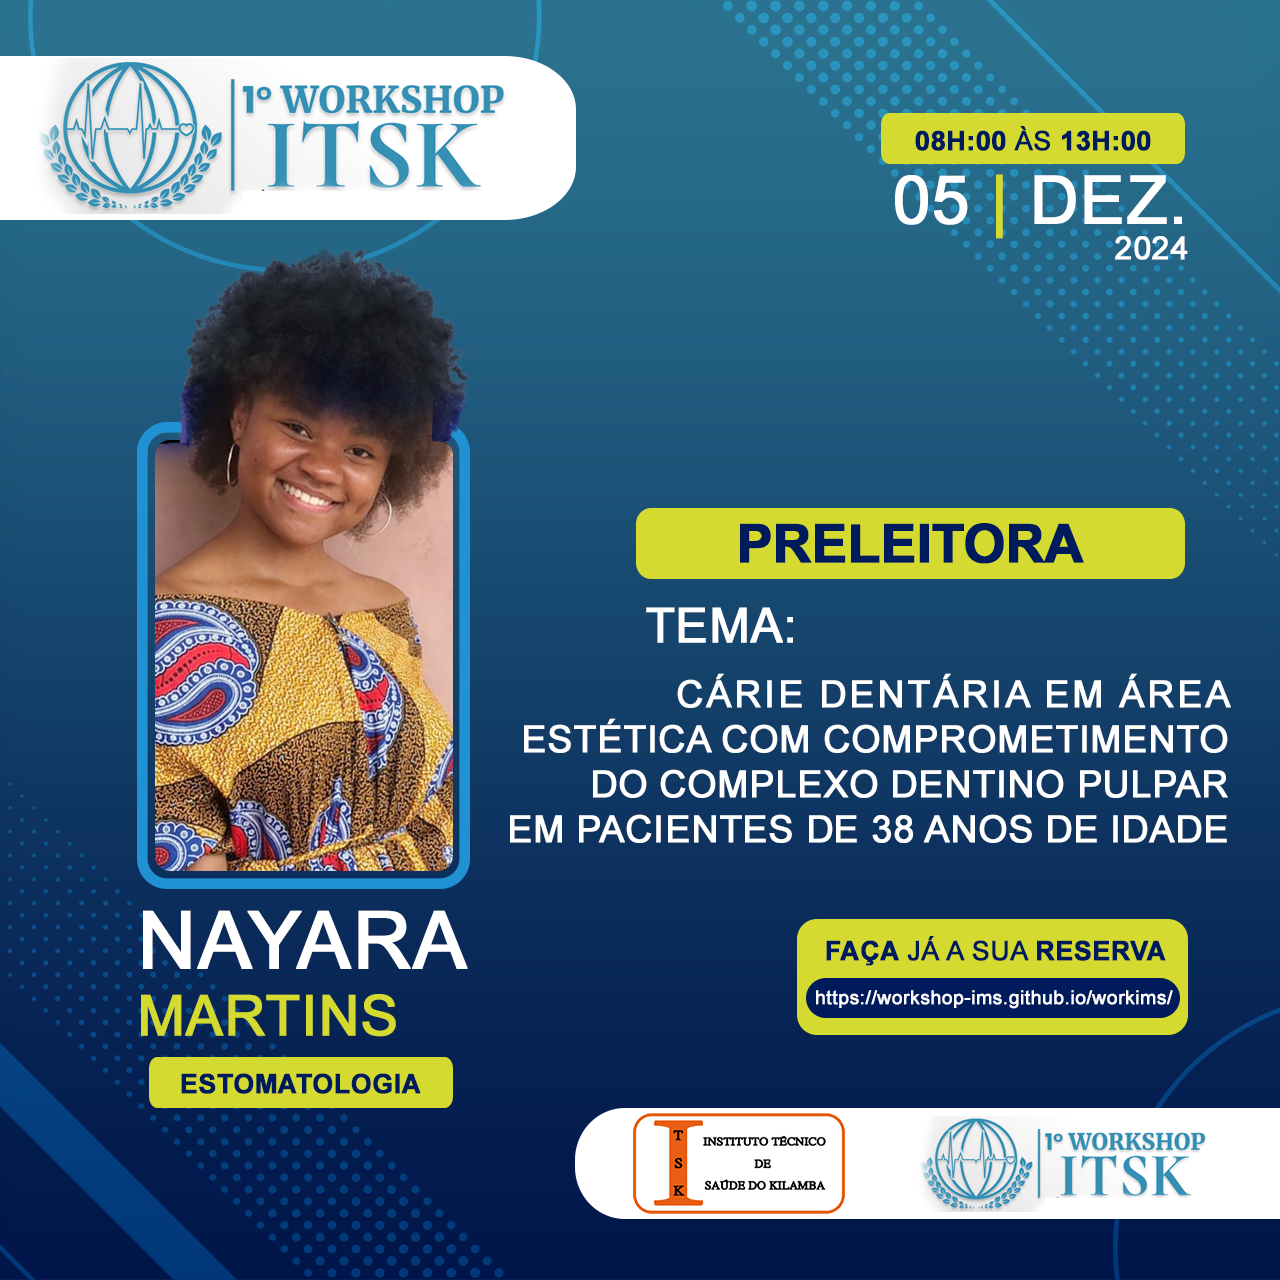 1º WORKSHOP
ITSK
08H:00 ÀS 13H:00
05 | DEZ.
2024
PRELEITORA
TEMA:
CÁRIE DENTÁRIA EM ÁREA
ESTÉTICA COM COMPROMETIMENTO
DO COMPLEXO DENTINO PULPAR
EM PACIENTES DE 38 ANOS DE IDADE
NAYARA
MARTINS
ESTOMATOLOGIA
FAÇA JÁ A SUA RESERVA
https://workshop-ims.github.io/workims/
I
T
S
K
INSTITUTO TÉCNICO
DE
SAÚDE DO KILAMBA
1º WORKSHOP
ITSK